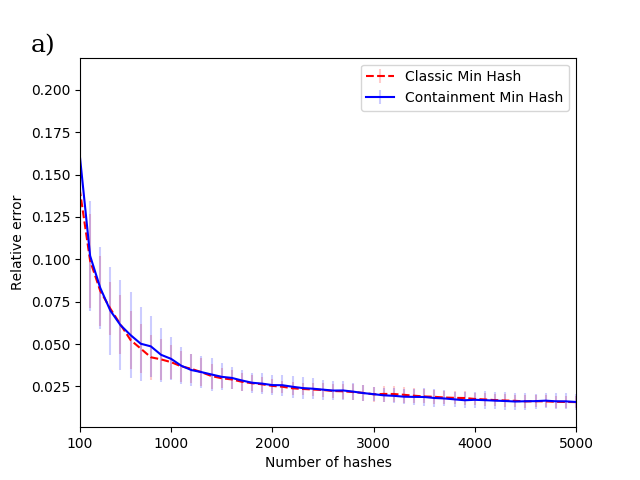 a)
Classic Min Hash
Containment Min Hash
0.200
0.175
0.150
0.125
0.100
0.075
0.050
0.025
Relative error
100 1000 2000 3000 4000 5000
Number of hashes